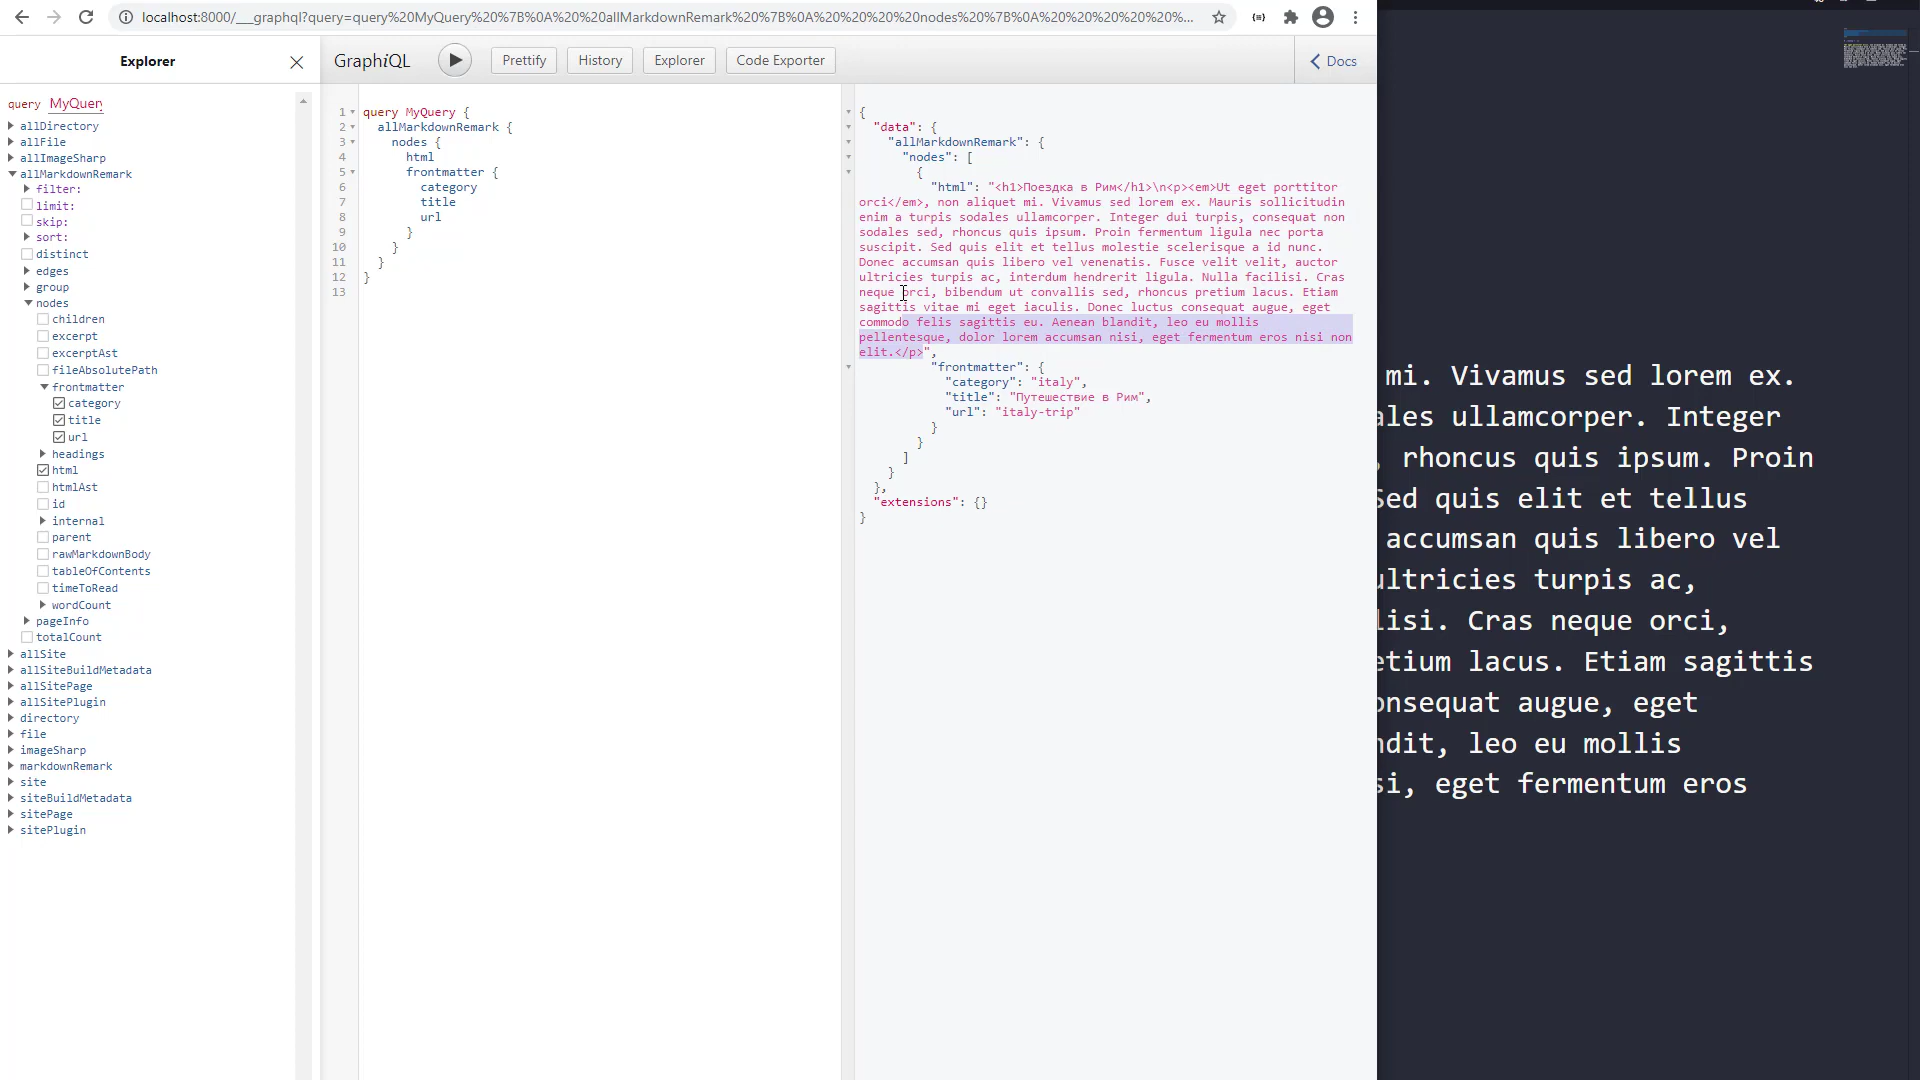 localhost:8000/___graphql?query=query%20MyQuery%20%7B%0A%20%20allMarkdownRemark%20%7B%0A%20%20%20%20nodes%20%7B%0A%20%20%20%20%20%...
Explorer
GraphiQL
Prettify
History
Explorer
Code Exporter
Docs
query MyQuery
allDirectory
allFile
allImageSharp
allMarkdownRemark
filter:
limit:
skip:
sort:
distinct
edges
group
nodes
children
excerpt
excerptAst
fileAbsolutePath
frontmatter
category
title
url
headings
html
htmlAst
id
internal
parent
rawMarkdownBody
tableOfContents
timeToRead
wordCount
pageInfo
totalCount
allSite
allSiteBuildMetadata
allSitePage
allSitePlugin
directory
file
imageSharp
markdownRemark
site
siteBuildMetadata
sitePage
sitePlugin
1 query MyQuery {
2 allMarkdownRemark {
3 nodes {
4 html
5 frontmatter {
6 category
7 title
8 url
9 }
10 }
11 }
12 }
13
{
"data": {
"allMarkdownRemark": {
"nodes": [
{
"html": "<h1>Поездка в Рим</h1>\n<p><em>Ut eget porttitor
orci</em>, non aliquet mi. Vivamus sed lorem ex. Mauris sollicitudin
enim a turpis sodales ullamcorper. Integer dui turpis, consequat non
sodales sed, rhoncus quis ipsum. Proin fermentum ligula nec porta
suscipit. Sed quis elit et tellus molestie scelerisque a id nunc.
Donec accumsan quis libero vel venenatis. Fusce velit velit, auctor
ultricies turpis ac, interdum hendrerit ligula. Nulla facilisi. Cras
neque orci, bibendum ut convallis sed, rhoncus pretium lacus. Etiam
sagittis vitae mi eget iaculis. Donec luctus consequat augue, eget
commodo felis sagittis eu. Aenean blandit, leo eu mollis
pellentesque, dolor lorem accumsan nisi, eget fermentum eros nisi non
elit.</p>",
"frontmatter": {
"category": "italy",
"title": "Путешествие в Рим",
"url": "italy-trip"
}
}
]
}
},
"extensions": {}
}
mi. Vivamus sed lorem ex.
ales ullamcorper. Integer
, rhoncus quis ipsum. Proin
Sed quis elit et tellus
accumsan quis libero vel
ultricies turpis ac,
lisi. Cras neque orci,
etium lacus. Etiam sagittis
onsequat augue, eget
ndit, leo eu mollis
si, eget fermentum eros